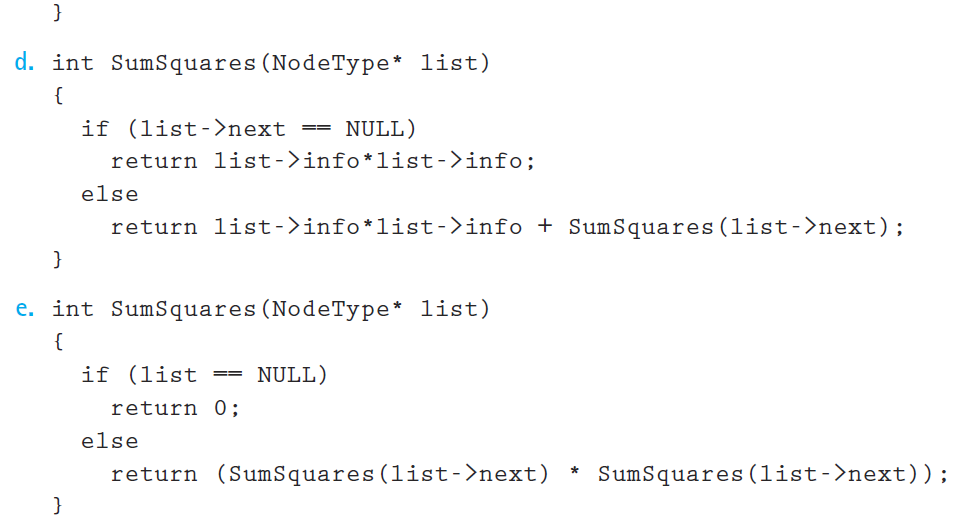 }
d. int SumSquares(NodeType* list)
{
if (list->next == NULL)
return list->info*list->info;
else
return list->info*list->info + SumSquares(list->next);
}
e. int SumSquares(NodeType* list)
{
if (list == NULL)
return 0;
else
return (SumSquares(list->next) * SumSquares(list->next));
}